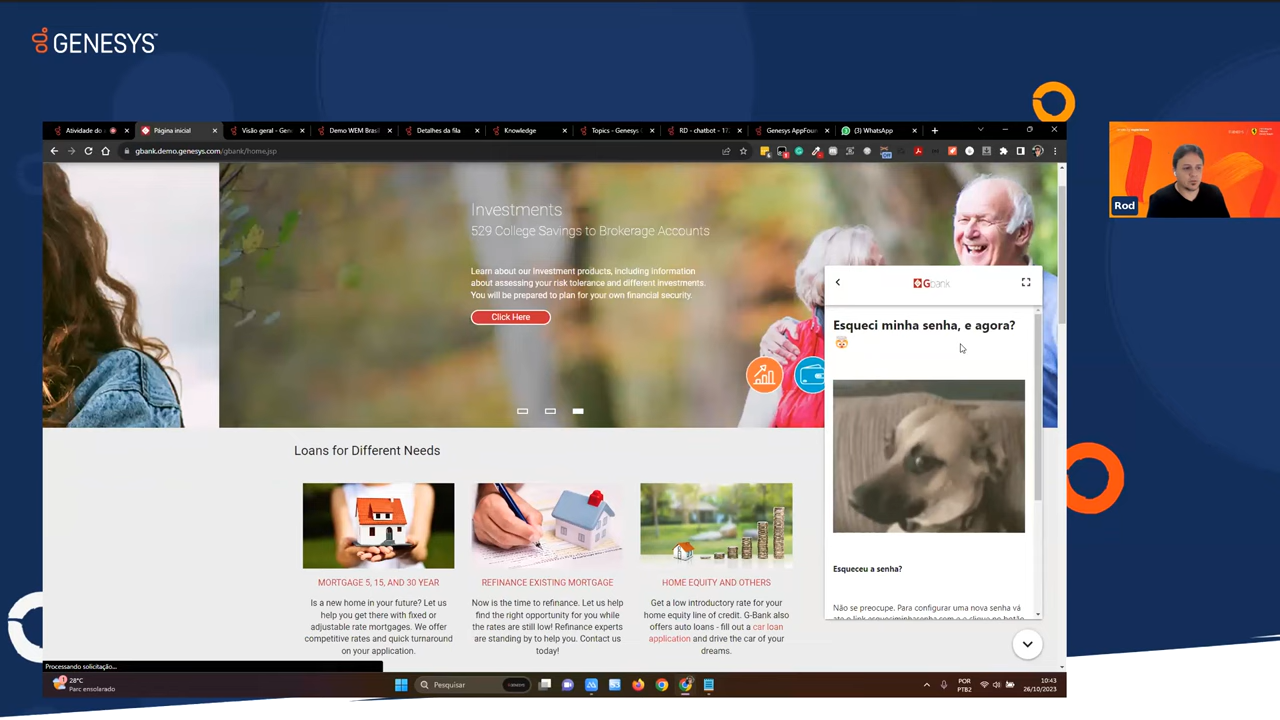 GENESYS™
Atividade do
Página inicial
Visão geral - Gen
Demo WEM Brasil
Detalhes da fila
Knowledge
Topics - Genesys
RD - chatbot - 1
Genesys AppFoun
WhatsApp
gbank.demo.genesys.com/gbank/home.jsp
Rod
Investments
529 College Savings to Brokerage Accounts
Learn about our Investment products, including information
about assessing your risk tolerance and different investments.
You will be prepared to plan for your own financial security.
Click Here
Gbank
Esqueci minha senha, e agora?
Esqueceu a senha?
Não se preocupe. Para configurar uma nova senha vá
Loans for Different Needs
MORTGAGE 5, 15, AND 30 YEAR
Is a new home in your future? Let us
help you get there with fixed or
adjustable rate mortgages. We offer
competitive rates and quick turnaround
on your application.
REFINANCE EXISTING MORTGAGE
Now is the time to refinance. Let us help
find the right opportunity for you while
the rates are still low! Refinance experts
are standing by to help you. Contact us
today!
HOME EQUITY AND OTHERS
Get a low introductory rate for your
home equity line of credit. G-Bank also
offers auto loans - fill out a car loan
application and drive the car of your
dreams.
Processando solicitação...
28°C
Parc ensolarado
Pesquisar
POR
PTB2
10:43
26/10/2023